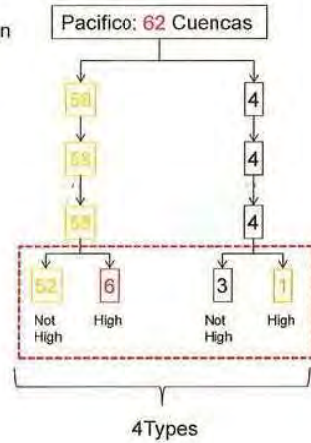 n
Pacifico: 62 Cuencas
58 4
58 4
58 4
52 6 3 1
Not High High Not High High
4Types